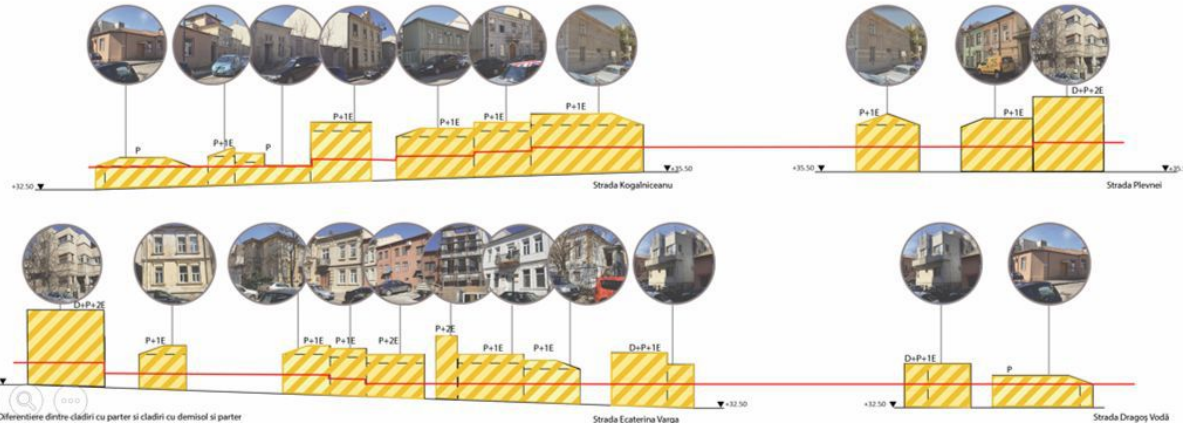 P
P+1E
P
P+1E
P+1E
P+1E
P+1E
+32.50
+35.50
Strada Kogalniceanu
P+1E
P+1E
D+P+2E
+35.50
+35.5
Strada Plevnei
D+P+2E
P+1E
P+1E
P+1E
P+2E
P+2E
P+1E
P+1E
D+P+1E
+32.50
Diferentiere dintre cladiri cu parter si cladiri cu demisol si parter
Strada Ecaterina Varga
D+P+1E
P
+32.50
Strada Dragoș Vodă